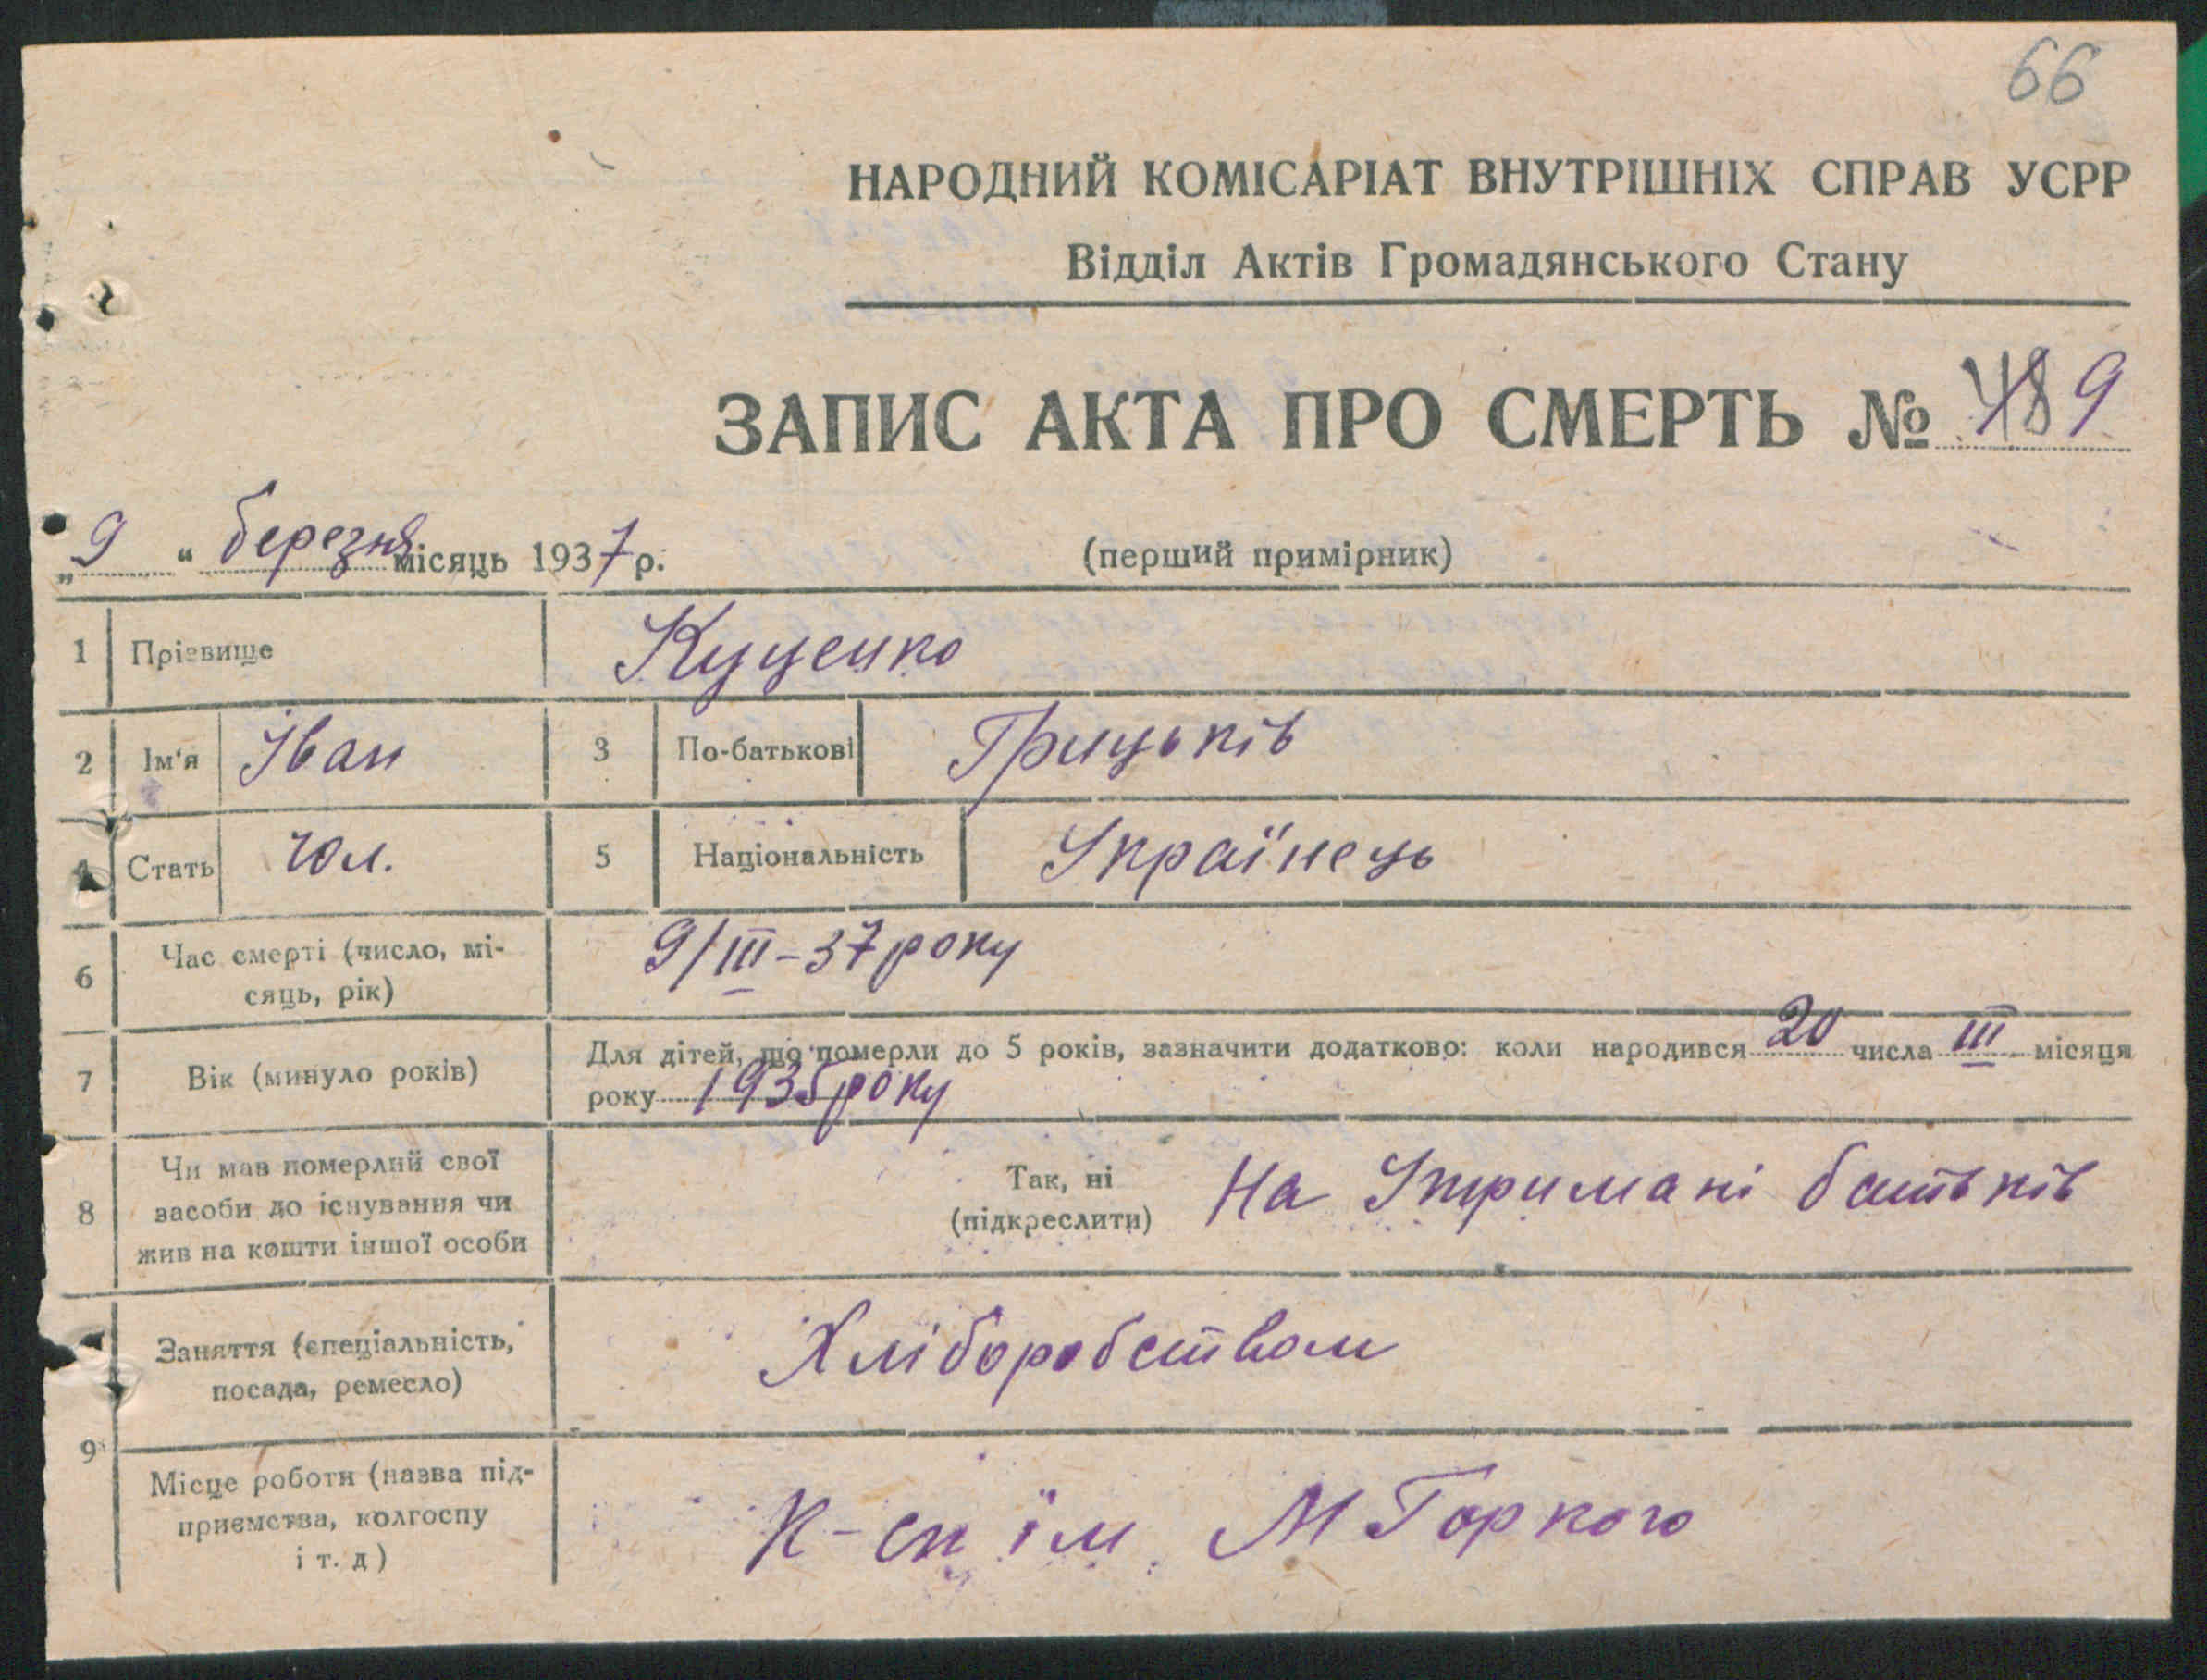 66
НАРОДНИЙ КОМІСАРІАТ ВНУТРІШНІХ СПРАВ УСРР
Відділ Актів Громадянського Стану
ЗАПИС АКТА ПРО СМЕРТЬ № 489
„9“ березня місяць 1937 р.
(перший примірник)
1 Прізвище Куценко
2 Ім'я Іван 3 По-батькові Грицьків
4 Стать чол. 5 Національність Українець
6 Час смерті (число, мі-
сяць, рік) 9/III-37 року
7 Вік (минуло років) Для дітей, що померли до 5 років, зазначити додатково: коли народився 20 числа III місяця
року 1935 року
8 Чи мав померлий свої
засоби до існування чи
жив на кошти іншої особи
Так, ні
(підкреслити) На Утримані батьків
9 Заняття (спеціальність,
посада, ремесло) Хліборобством
Місце роботи (назва під-
приємства, колгоспу
і т. д) К-сп ім. М Горкого